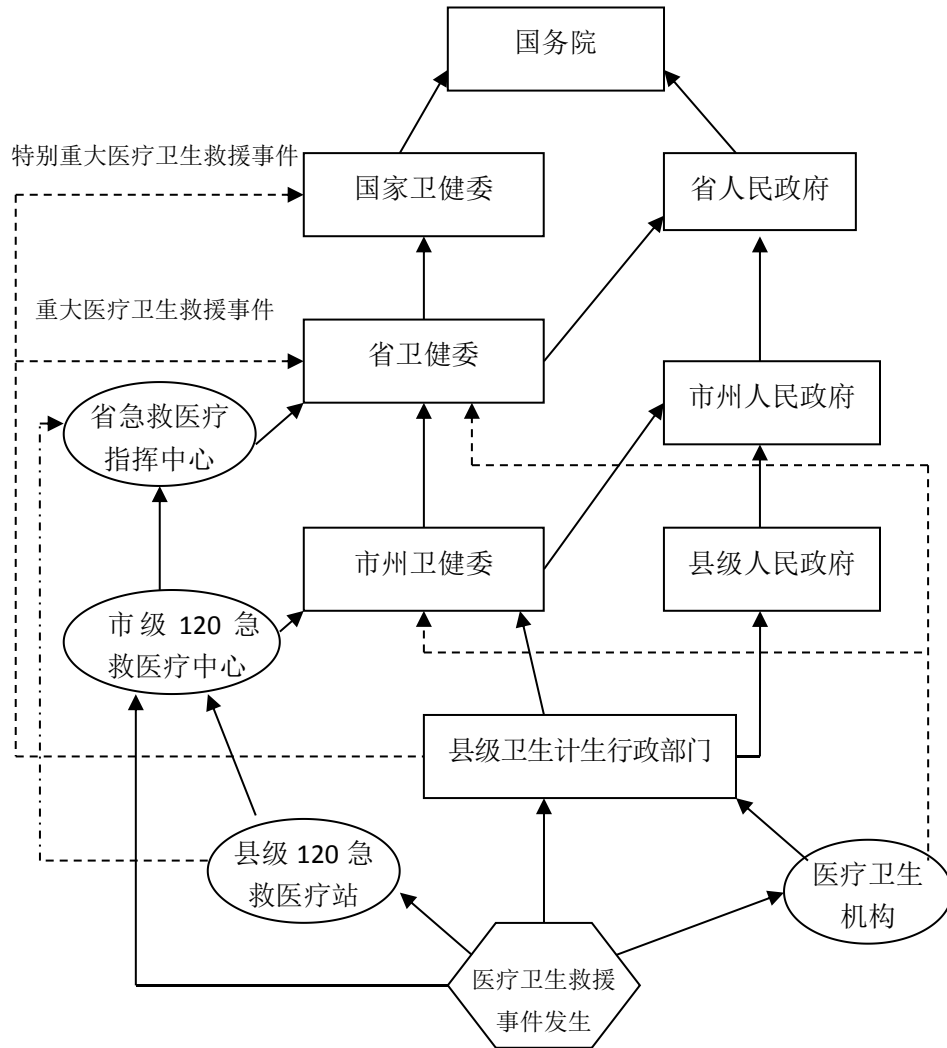 国务院
特别重大医疗卫生救援事件
国家卫健委
省人民政府
重大医疗卫生救援事件
省卫健委
市州人民政府
省急救医疗
指挥中心
市州卫健委
县级人民政府
市级 120 急
救医疗中心
县级卫生计生行政部门
县级 120 急
救医疗站
医疗卫生
机构
医疗卫生救援
事件发生